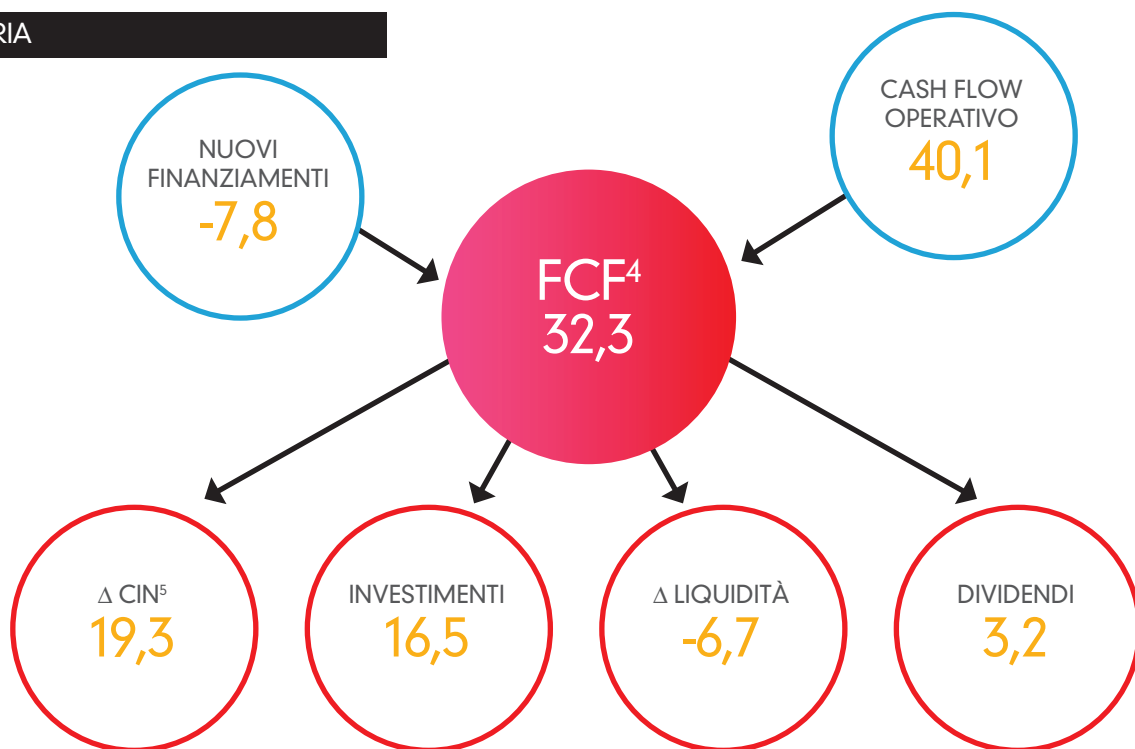 RIA
NUOVI
FINANZIAMENTI
-7,8
CASH FLOW
OPERATIVO
40,1
FCF⁴
32,3
Δ CIN⁵
19,3
INVESTIMENTI
16,5
Δ LIQUIDITÀ
-6,7
DIVIDENDI
3,2